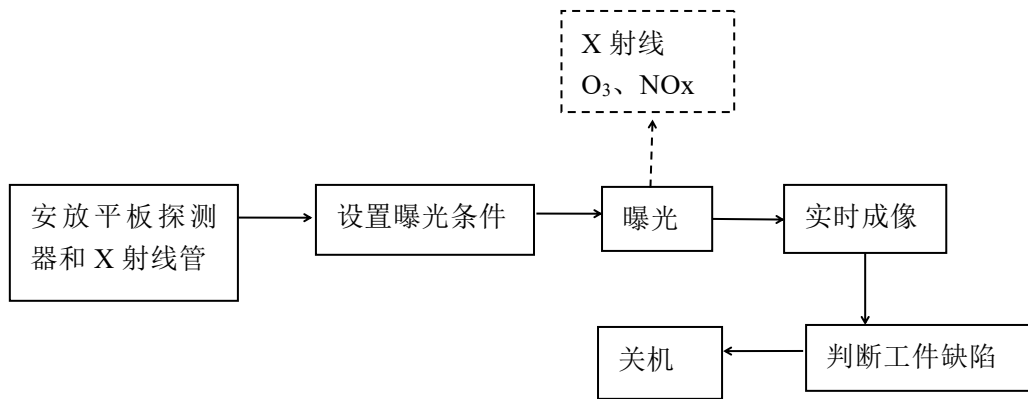 X 射线
O₃、NOx
安放平板探测
器和 X 射线管
设置曝光条件
曝光
实时成像
判断工件缺陷
关机